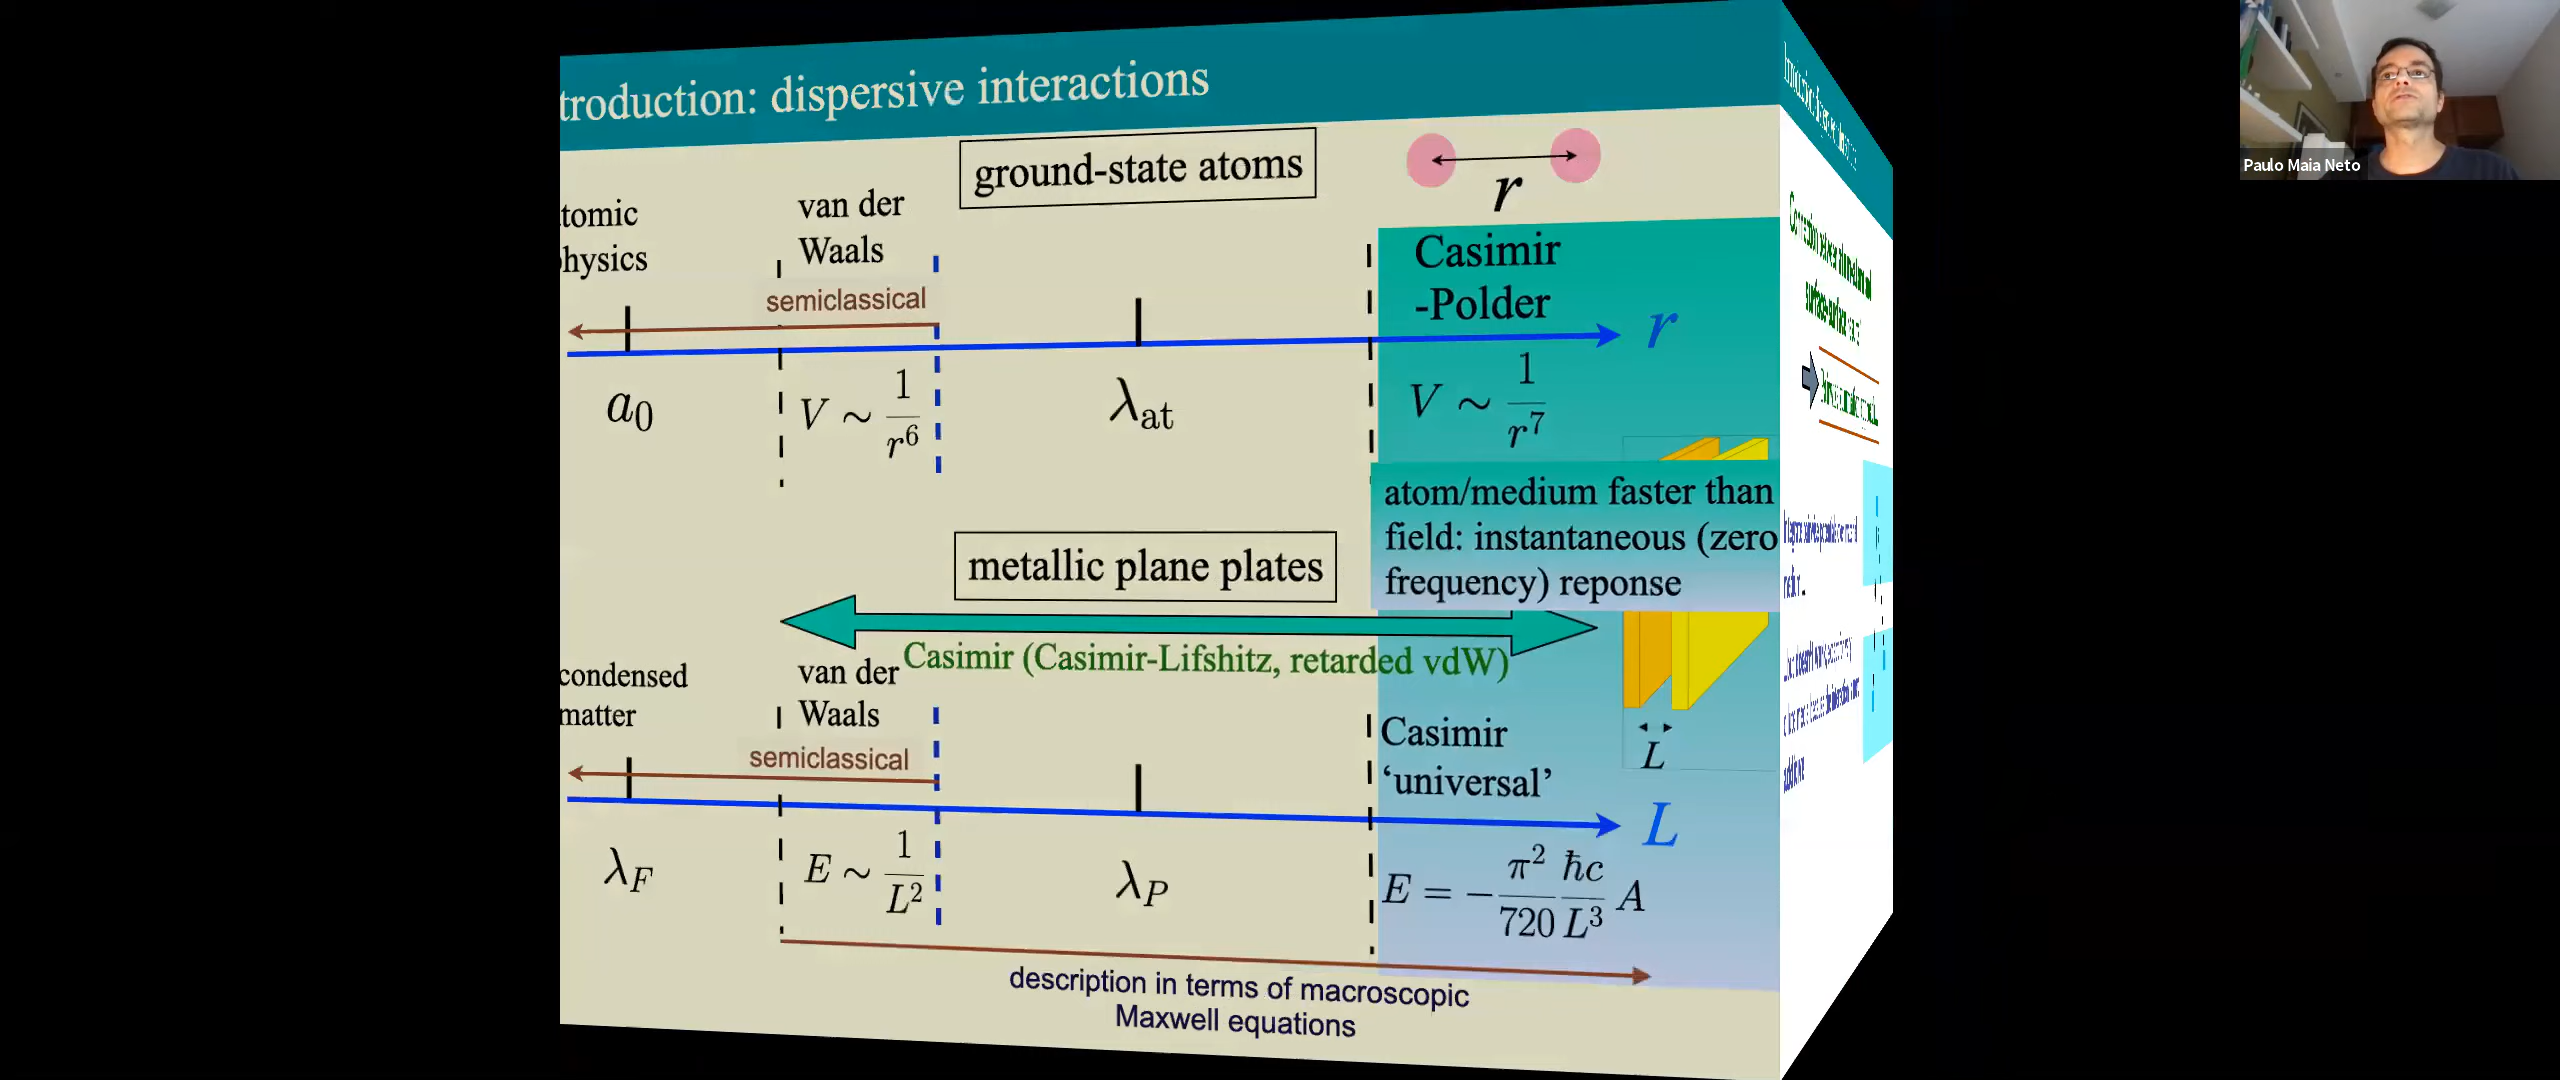 troduction: dispersive interactions
ground-state atoms
r
tomic
hysics
van der
Waals
semiclassical
Casimir
-Polder
r
a₀
V ~ 1/r⁶
λat
V ~ 1/r⁷
atom/medium faster than
field: instantaneous (zero
frequency) reponse
metallic plane plates
Casimir (Casimir-Lifshitz, retarded vdW)
condensed
matter
van der
Waals
semiclassical
Casimir
‘universal’
L
L
λF
E ~ 1/L²
λP
E = −π²/720 ħc/L³ A
description in terms of macroscopic
Maxwell equations
Paulo Maia Neto